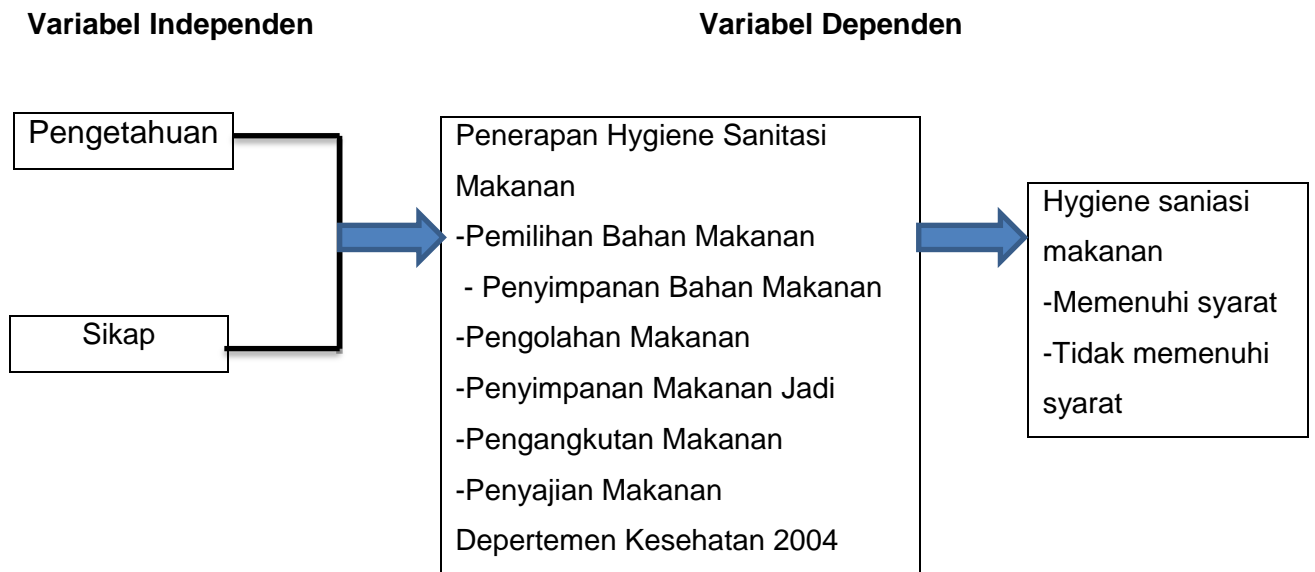 Variabel Independen
Variabel Dependen
Pengetahuan
Sikap
Penerapan Hygiene Sanitasi
Makanan
-Pemilihan Bahan Makanan
- Penyimpanan Bahan Makanan
-Pengolahan Makanan
-Penyimpanan Makanan Jadi
-Pengangkutan Makanan
-Penyajian Makanan
Depertemen Kesehatan 2004
Hygiene saniasi
makanan
-Memenuhi syarat
-Tidak memenuhi
syarat